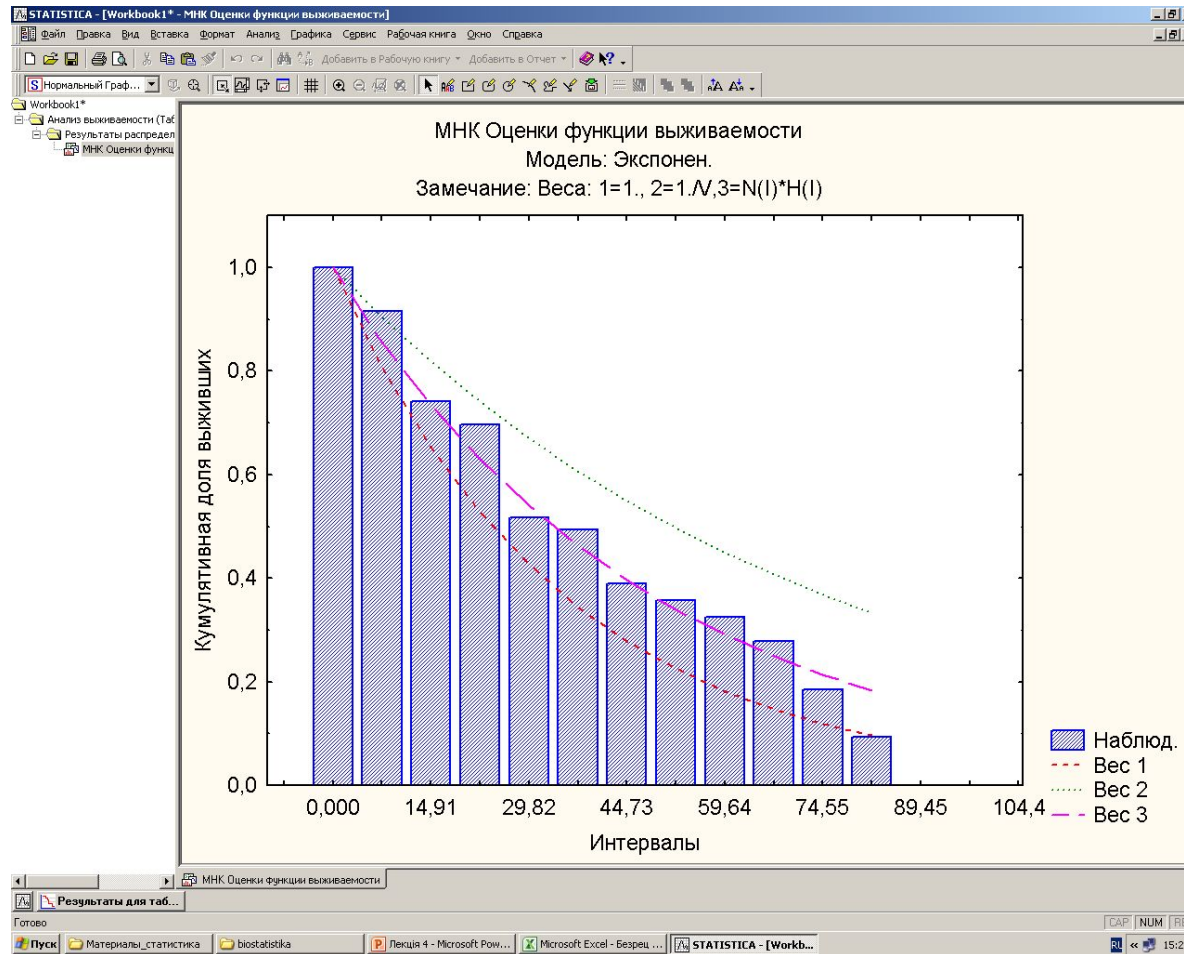 STATISTICA - [Workbook1* - МНК Оценки функции выживаемости]
Файл Правка Вид Вставка Формат Анализ Графика Сервис Рабочая книга Окно Справка
Добавить в Рабочую книгу Добавить в Отчет
Нормальный Граф...
Workbook1*
Анализ выживаемости (Таб
Результаты распредел
МНК Оценки функц
МНК Оценки функции выживаемости
Модель: Экспонен.
Замечание: Веса: 1=1., 2=1./V,3=N(I)*H(I)
Кумулятивная доля выживших
1,0
0,8
0,6
0,4
0,2
0,0
0,000 14,91 29,82 44,73 59,64 74,55 89,45 104,4
Интервалы
Наблюд.
Вес 1
Вес 2
Вес 3
МНК Оценки функции выживаемости
Результаты для таб...
Готово
CAP NUM
Пуск Материалы_статистика biostatistika Лекція 4 - Microsoft Pow... Microsoft Excel - Безрец ... STATISTICA - [Workb... RL « 15:2